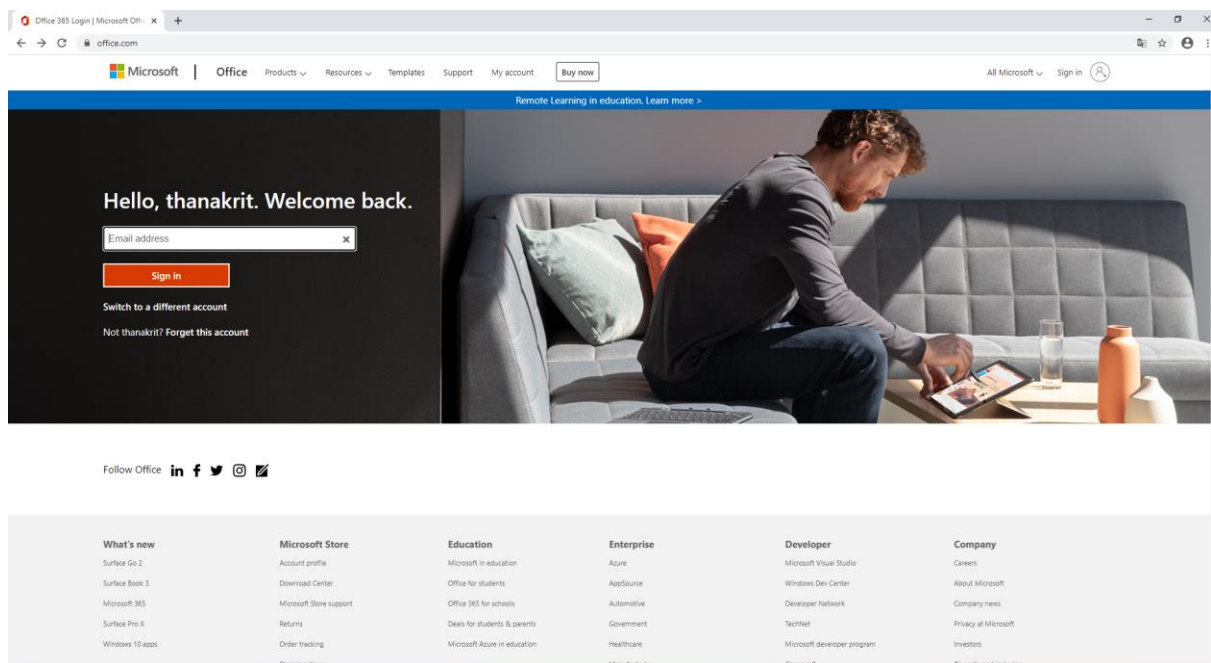 Office 365 Login | Microsoft Offi
office.com
Microsoft | Office Products Resources Templates Support My account Buy now All Microsoft Sign in
Remote Learning in education. Learn more >
Hello, thanakrit. Welcome back.
Email address
Sign in
Switch to a different account
Not thanakrit? Forget this account
Follow Office
What's new Microsoft Store Education Enterprise Developer Company
Surface Go 2 Account profile Microsoft in education Azure Microsoft Visual Studio Careers
Surface Book 3 Download Center Office for students AppSource Windows Dev Center About Microsoft
Microsoft 365 Microsoft Store support Office 365 for schools Automotive Developer Network Company news
Surface Pro X Returns Deals for students & parents Government TechNet Privacy at Microsoft
Windows 10 apps Order tracking Microsoft Azure in education Healthcare Microsoft developer program Investors